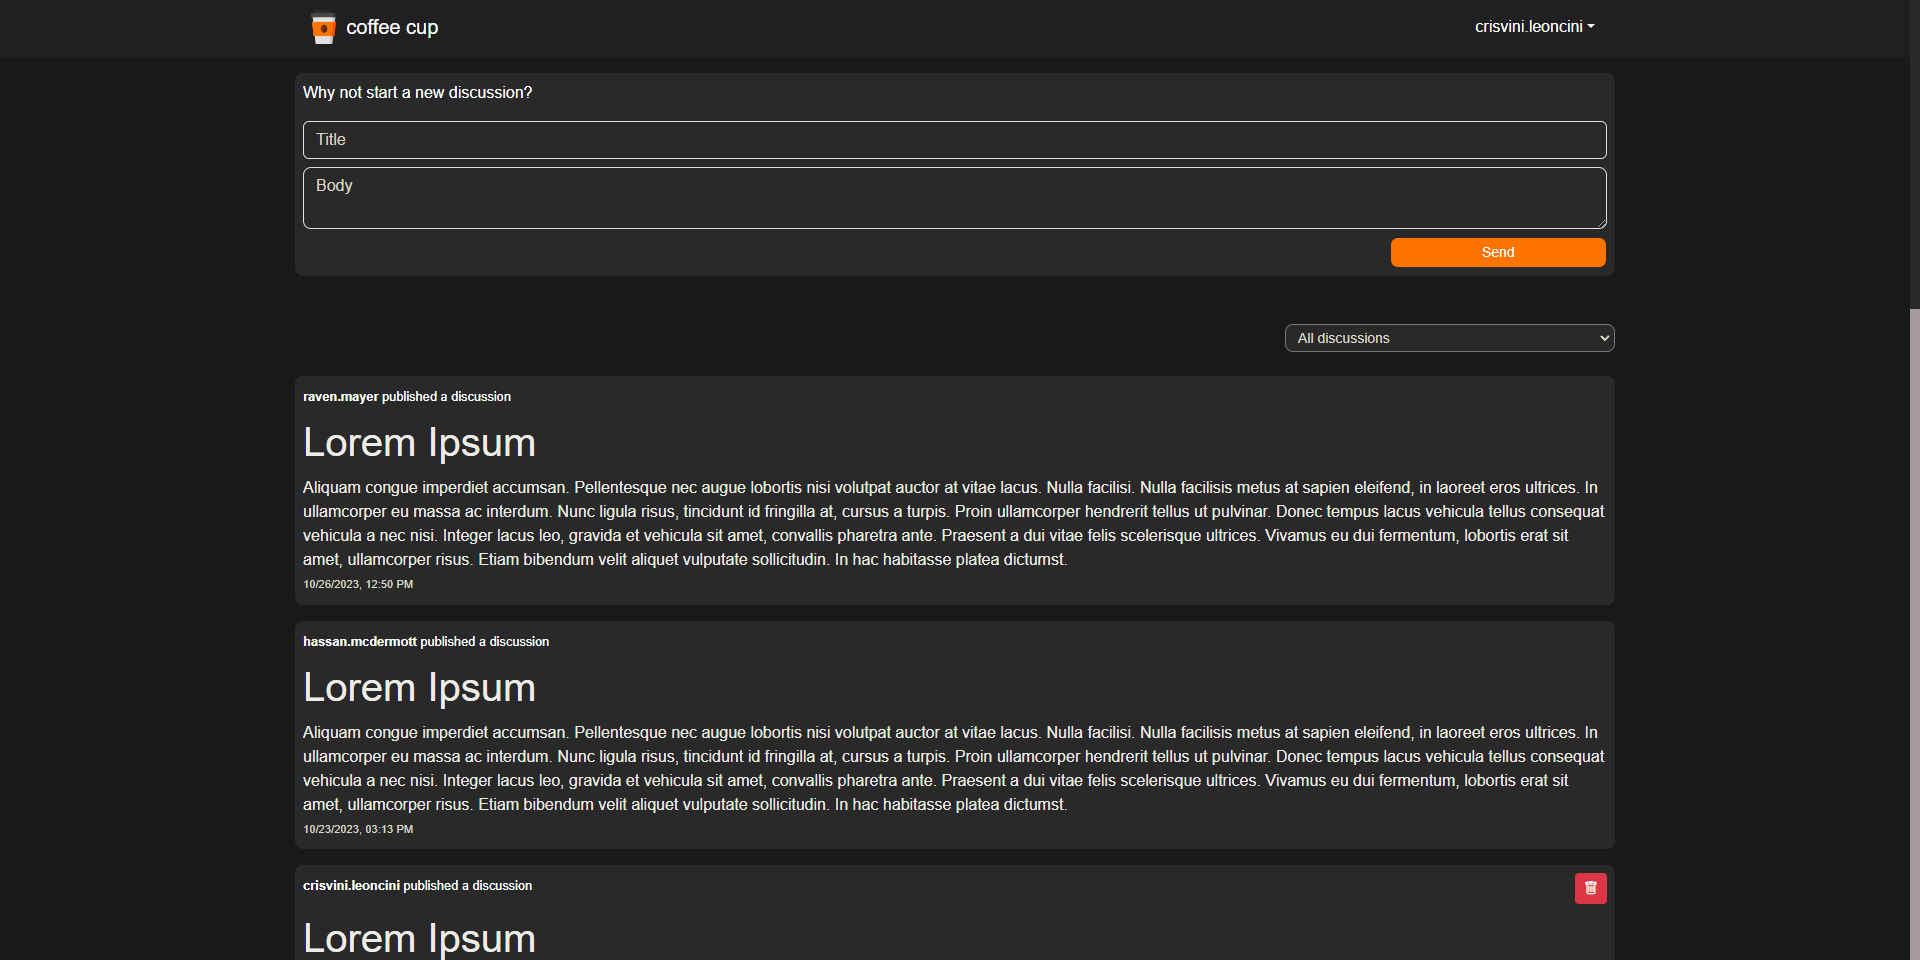 coffee cup
crisvini.leoncini
Why not start a new discussion?
Title
Body
Send
All discussions
raven.mayer published a discussion
Lorem Ipsum
Aliquam congue imperdiet accumsan. Pellentesque nec augue lobortis nisi volutpat auctor at vitae lacus. Nulla facilisi. Nulla facilisis metus at sapien eleifend, in laoreet eros ultrices. In
ullamcorper eu massa ac interdum. Nunc ligula risus, tincidunt id fringilla at, cursus a turpis. Proin ullamcorper hendrerit tellus ut pulvinar. Donec tempus lacus vehicula tellus consequat
vehicula a nec nisi. Integer lacus leo, gravida et vehicula sit amet, convallis pharetra ante. Praesent a dui vitae felis scelerisque ultrices. Vivamus eu dui fermentum, lobortis erat sit
amet, ullamcorper risus. Etiam bibendum velit aliquet vulputate sollicitudin. In hac habitasse platea dictumst.
10/26/2023, 12:50 PM
hassan.mcdermott published a discussion
Lorem Ipsum
Aliquam congue imperdiet accumsan. Pellentesque nec augue lobortis nisi volutpat auctor at vitae lacus. Nulla facilisi. Nulla facilisis metus at sapien eleifend, in laoreet eros ultrices. In
ullamcorper eu massa ac interdum. Nunc ligula risus, tincidunt id fringilla at, cursus a turpis. Proin ullamcorper hendrerit tellus ut pulvinar. Donec tempus lacus vehicula tellus consequat
vehicula a nec nisi. Integer lacus leo, gravida et vehicula sit amet, convallis pharetra ante. Praesent a dui vitae felis scelerisque ultrices. Vivamus eu dui fermentum, lobortis erat sit
amet, ullamcorper risus. Etiam bibendum velit aliquet vulputate sollicitudin. In hac habitasse platea dictumst.
10/23/2023, 03:13 PM
crisvini.leoncini published a discussion
Lorem Ipsum